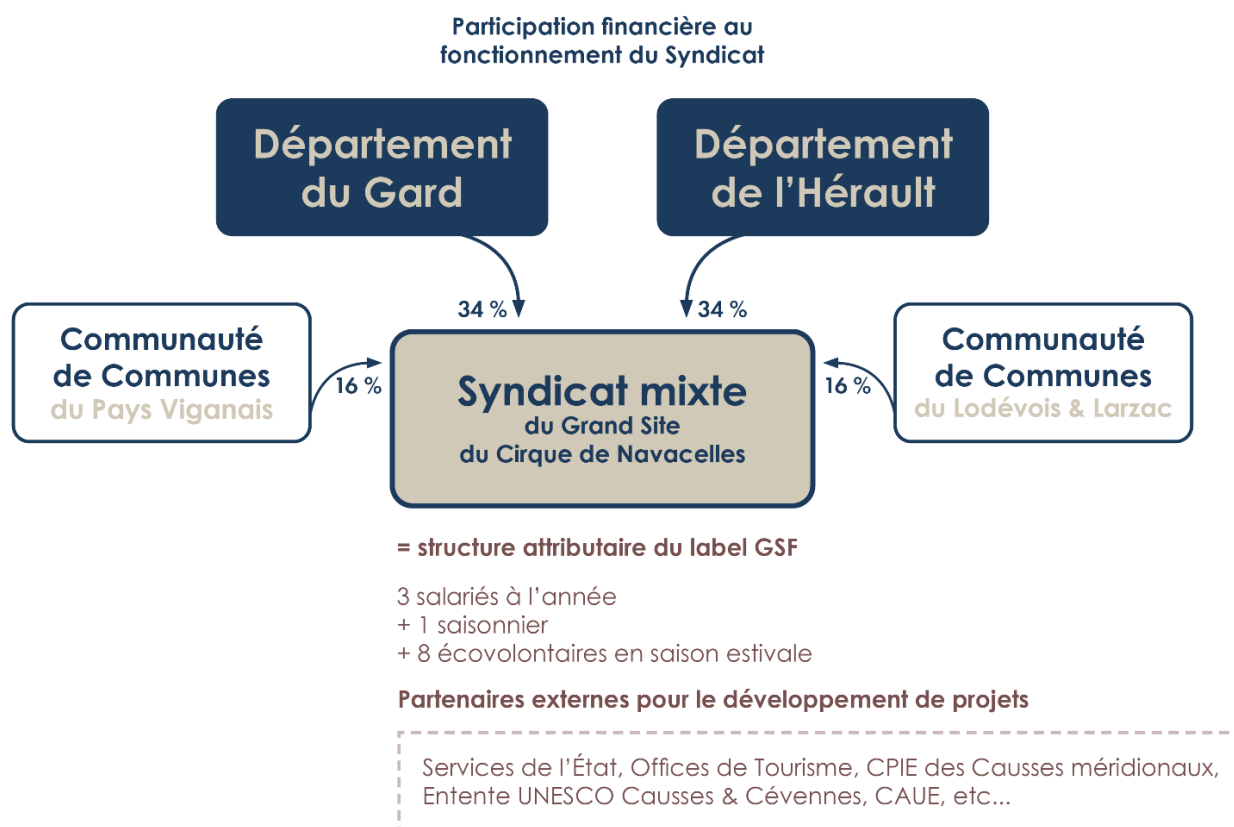 Participation financière au
fonctionnement du Syndicat
Département
du Gard
Département
de l'Hérault
34 %
34 %
Communauté
de Communes
du Pays Viganais
16 %
Syndicat mixte
du Grand Site
du Cirque de Navacelles
16 %
Communauté
de Communes
du Lodévois & Larzac
= structure attributaire du label GSF
3 salariés à l'année
+ 1 saisonnier
+ 8 écovolontaires en saison estivale
Partenaires externes pour le développement de projets
Services de l'État, Offices de Tourisme, CPIE des Causses méridionaux,
Entente UNESCO Causses & Cévennes, CAUE, etc...